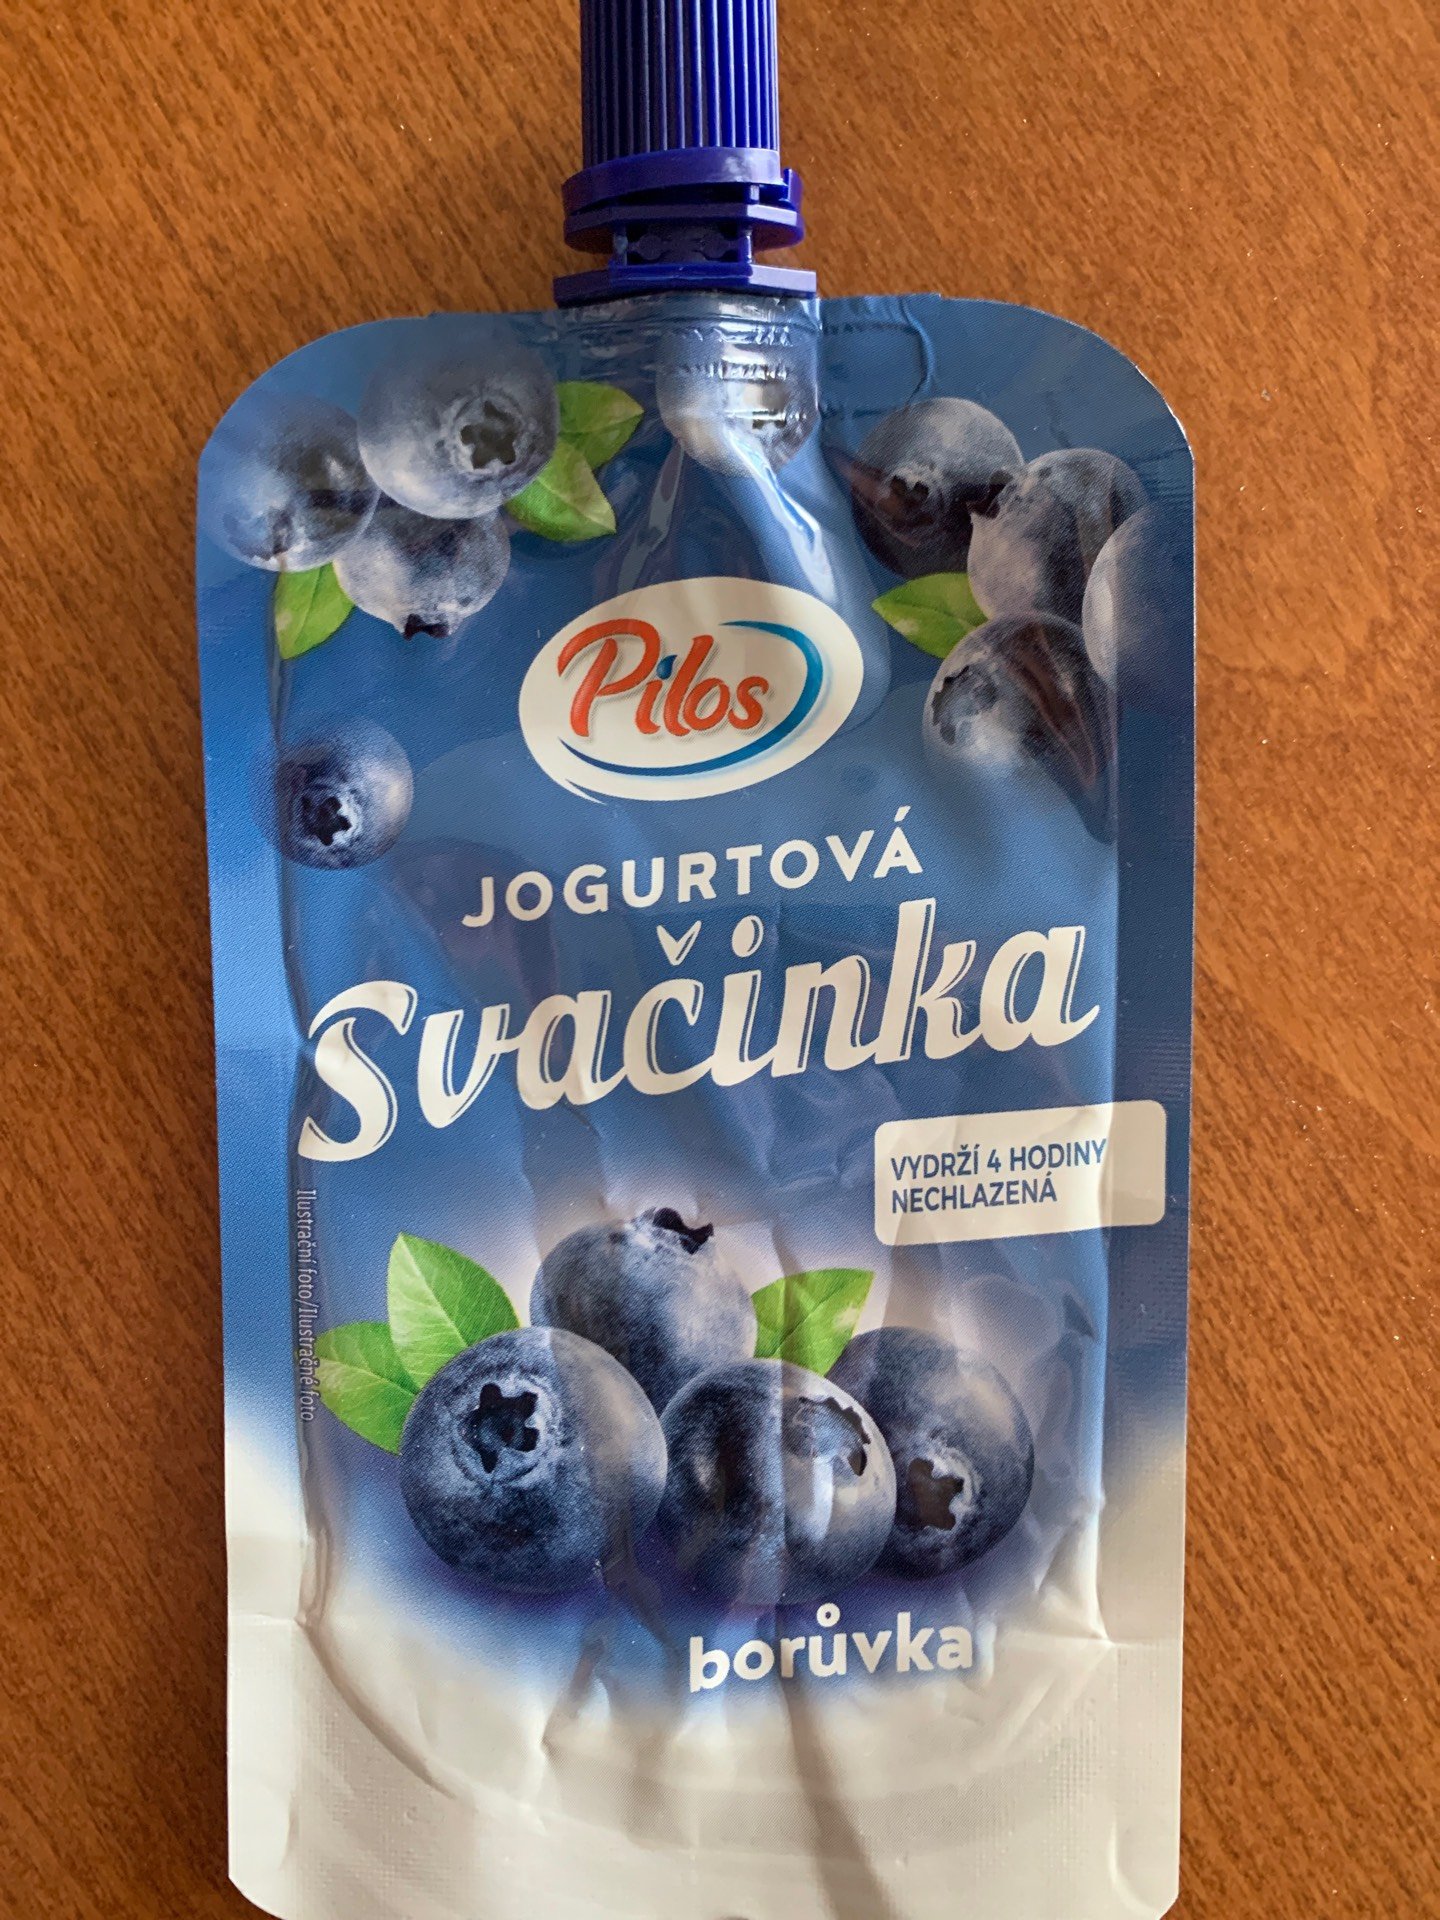 Pilos
JOGURTOVÁ
Svačinka
VYDRŽÍ 4 HODINY
NECHLAZENÁ
Ilustrační foto/Ilustračné foto
borůvka